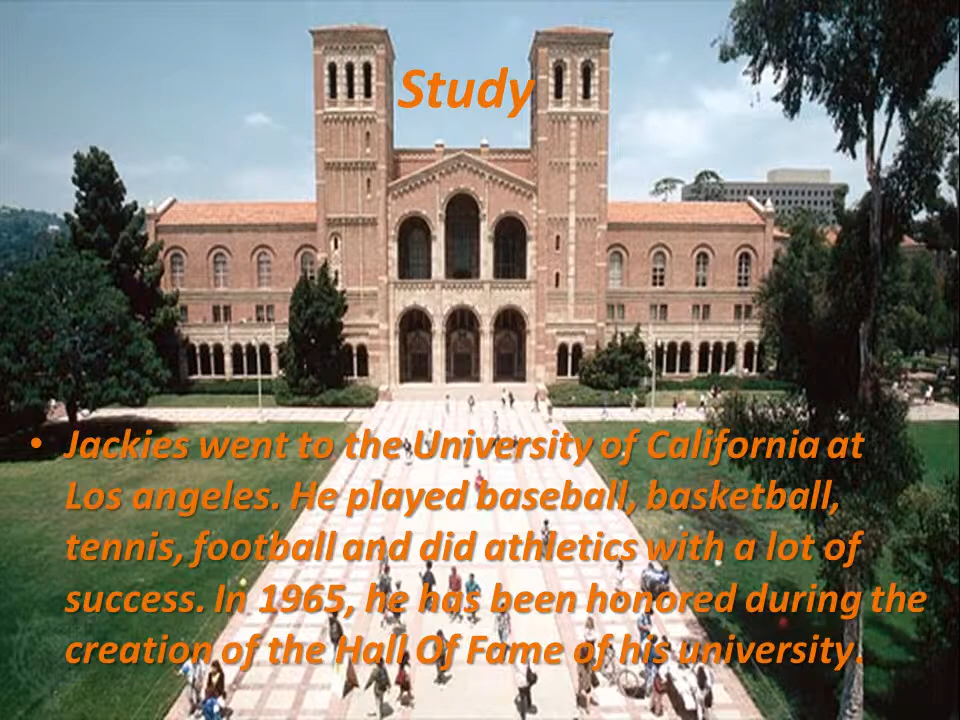 Study
• Jackies went to the University of California at
Los angeles. He played baseball, basketball,
tennis, football and did athletics with a lot of
success. In 1965, he has been honored during the
creation of the Hall Of Fame of his university.